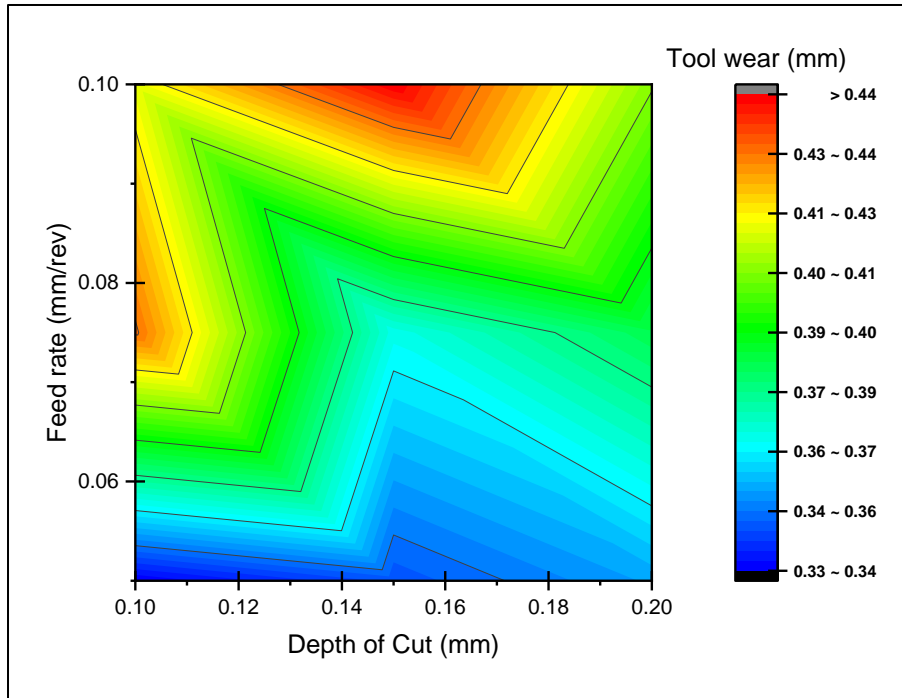 Tool wear (mm)
> 0.44
0.43 ~ 0.44
0.41 ~ 0.43
0.40 ~ 0.41
0.39 ~ 0.40
0.37 ~ 0.39
0.36 ~ 0.37
0.34 ~ 0.36
0.33 ~ 0.34
Feed rate (mm/rev)
0.10
0.08
0.06
0.10 0.12 0.14 0.16 0.18 0.20
Depth of Cut (mm)